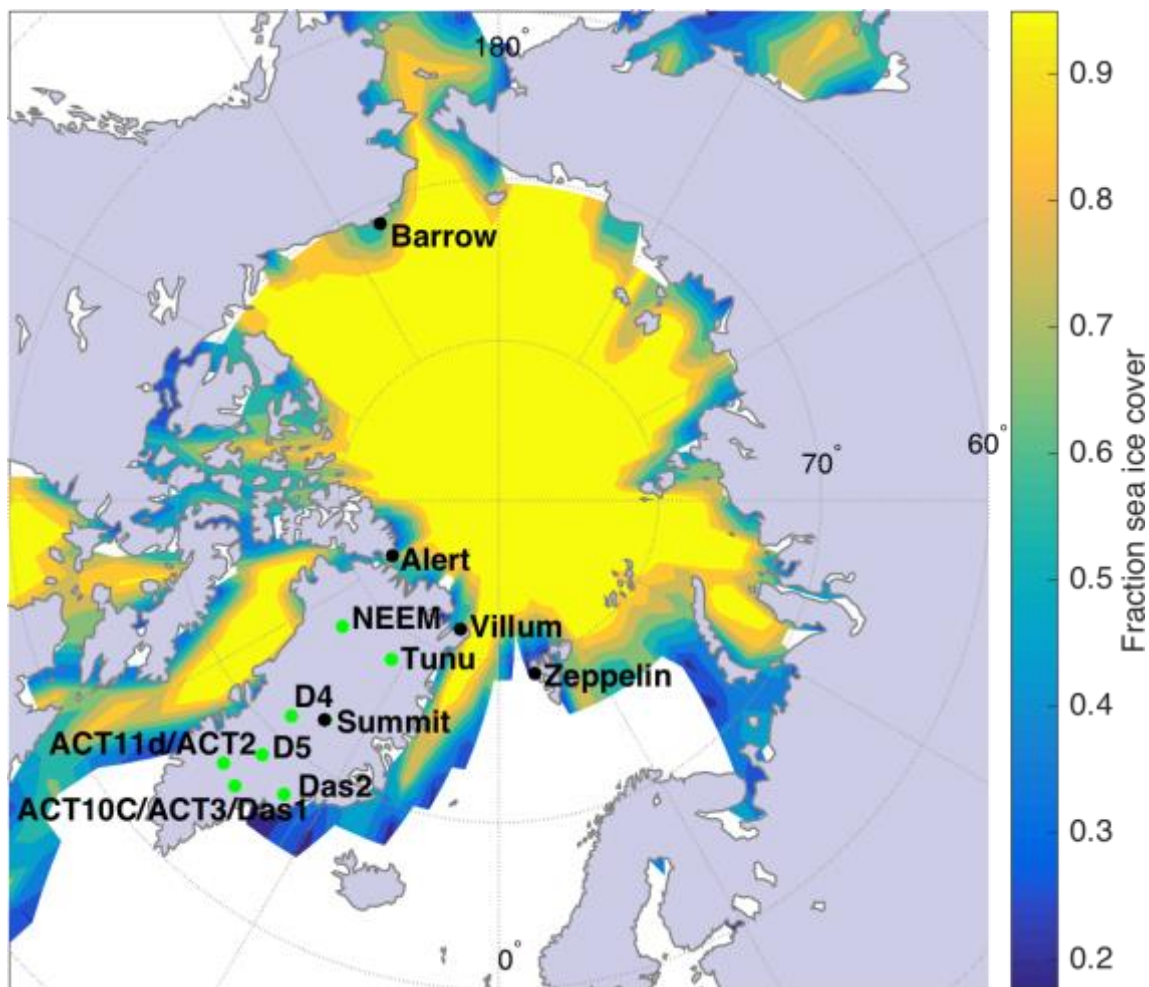 180°
Barrow
60°
70°
Alert
NEEM
Villum
Tunu
Zeppelin
D4
Summit
ACT11d/ACT2
D5
Das2
ACT10C/ACT3/Das1
0°
0.9
0.8
0.7
0.6
0.5
0.4
0.3
0.2
Fraction sea ice cover